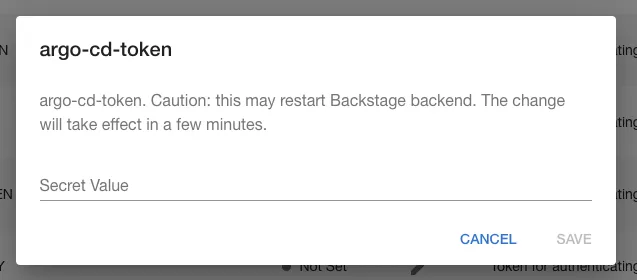 argo-cd-token
argo-cd-token. Caution: this may restart Backstage backend. The change
will take effect in a few minutes.
Secret Value
CANCEL
SAVE
Not Set
Token for authenticating